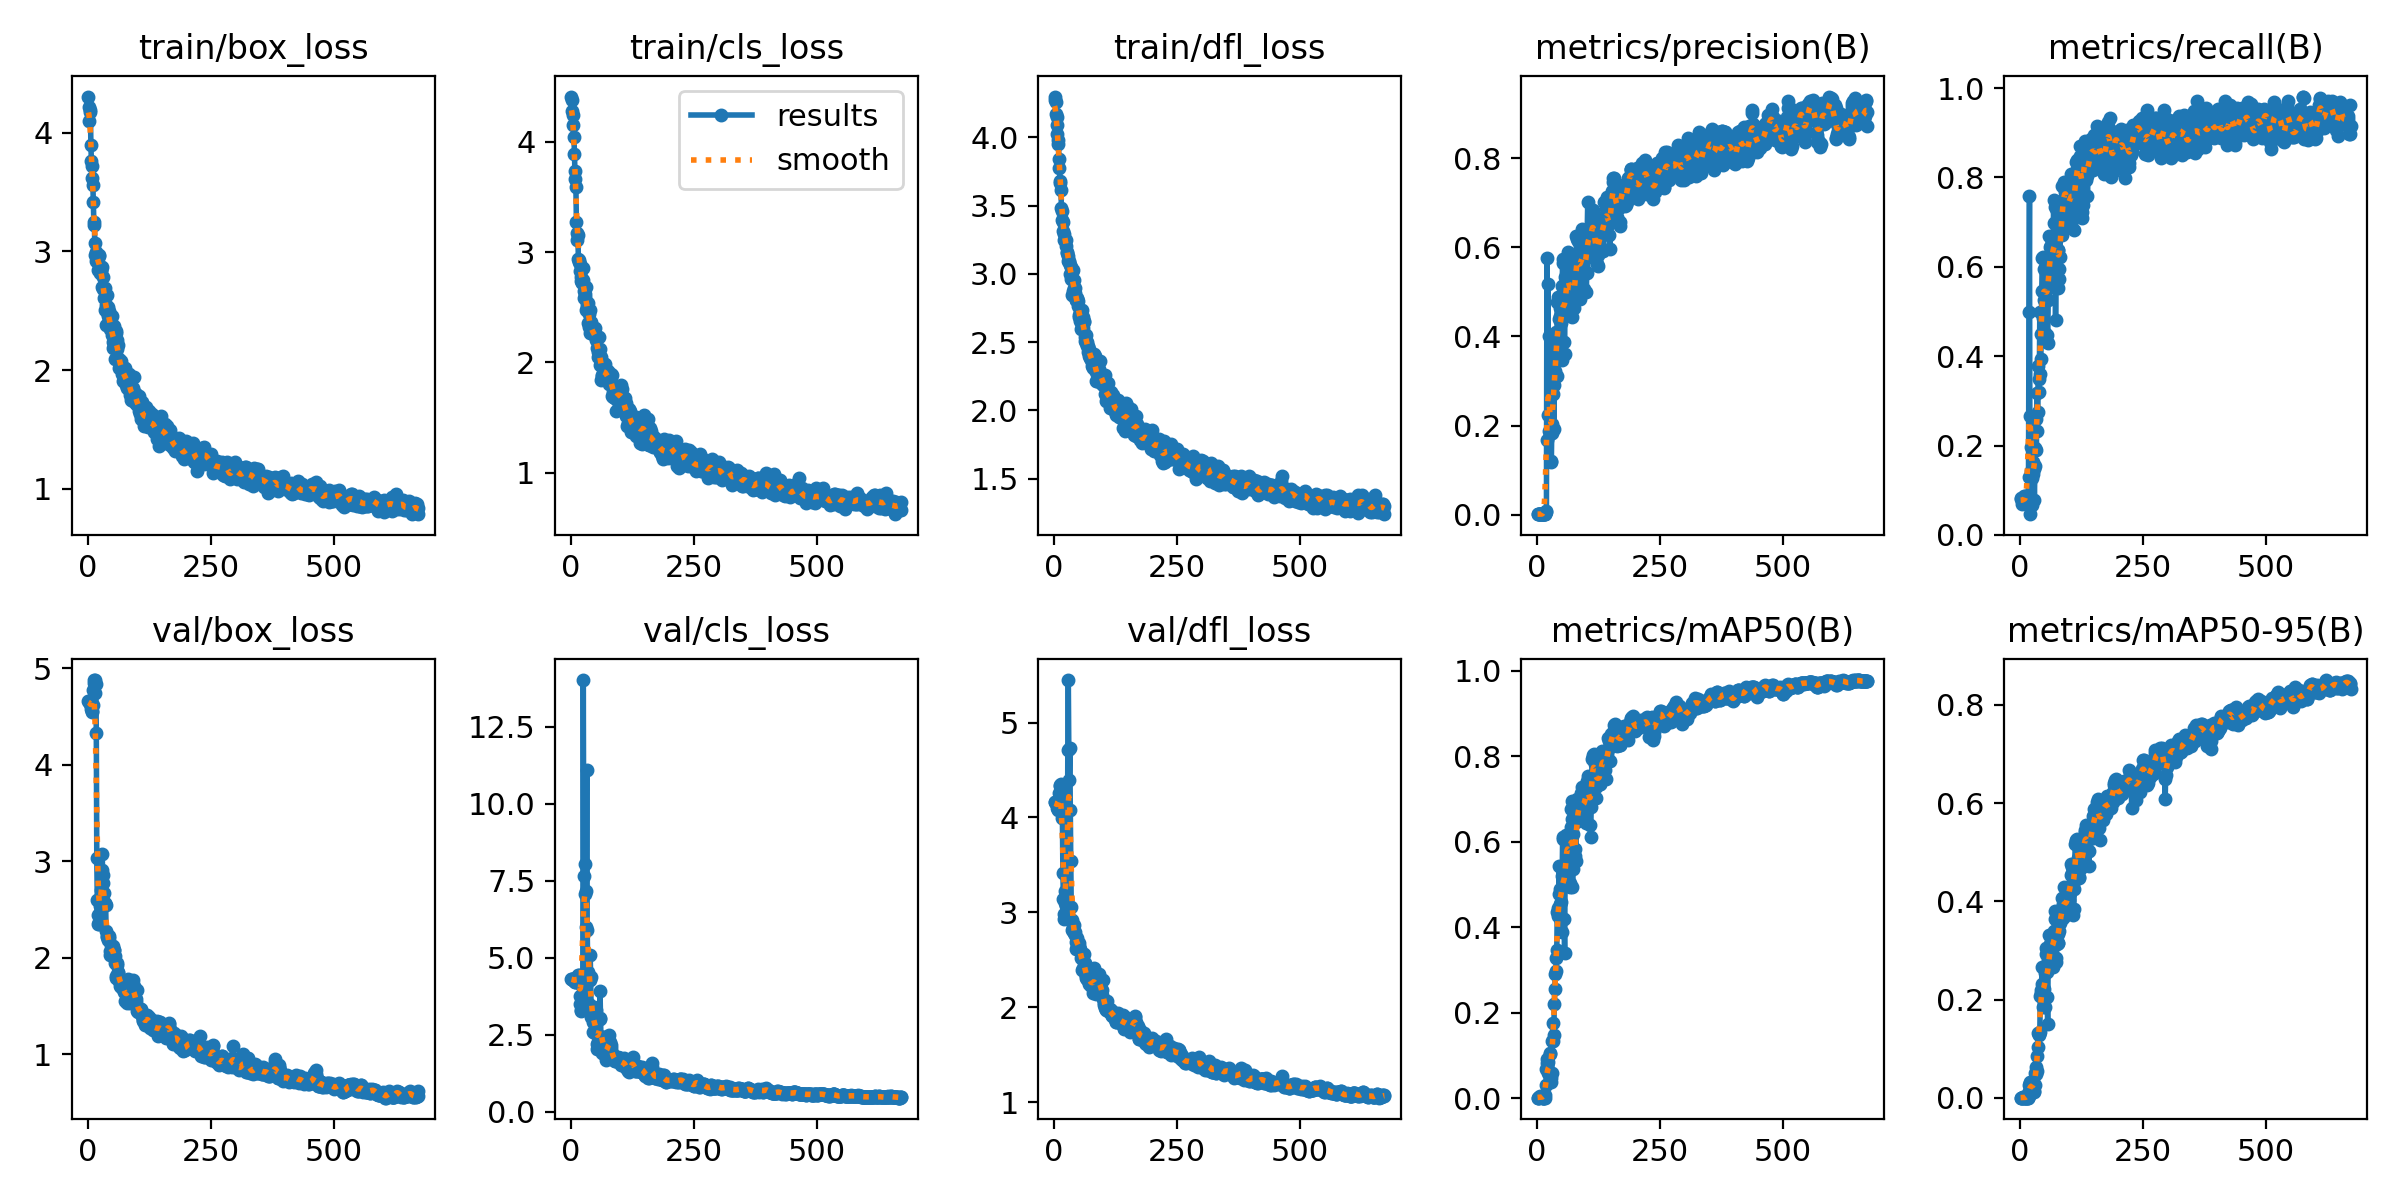 train/box_loss
train/cls_loss
train/dfl_loss
metrics/precision(B)
metrics/recall(B)
results
smooth
4
3
2
1
0 250 500
4
3
2
1
0 250 500
4.0
3.5
3.0
2.5
2.0
1.5
0 250 500
0.8
0.6
0.4
0.2
0.0
0 250 500
1.0
0.8
0.6
0.4
0.2
0.0
0 250 500
val/box_loss
val/cls_loss
val/dfl_loss
metrics/mAP50(B)
metrics/mAP50-95(B)
5
4
3
2
1
0 250 500
12.5
10.0
7.5
5.0
2.5
0.0
0 250 500
5
4
3
2
1
0 250 500
1.0
0.8
0.6
0.4
0.2
0.0
0 250 500
0.8
0.6
0.4
0.2
0.0
0 250 500